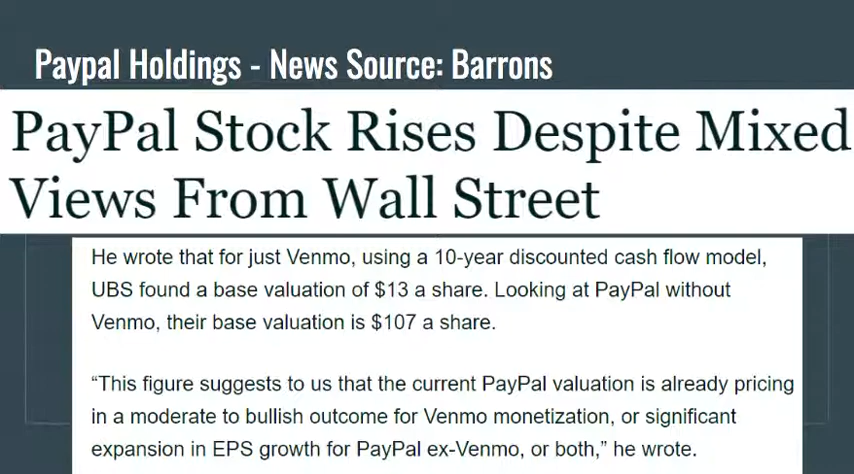 Paypal Holdings - News Source: Barrons
PayPal Stock Rises Despite Mixed
Views From Wall Street
He wrote that for just Venmo, using a 10-year discounted cash flow model,
UBS found a base valuation of $13 a share. Looking at PayPal without
Venmo, their base valuation is $107 a share.
“This figure suggests to us that the current PayPal valuation is already pricing
in a moderate to bullish outcome for Venmo monetization, or significant
expansion in EPS growth for PayPal ex-Venmo, or both,” he wrote.